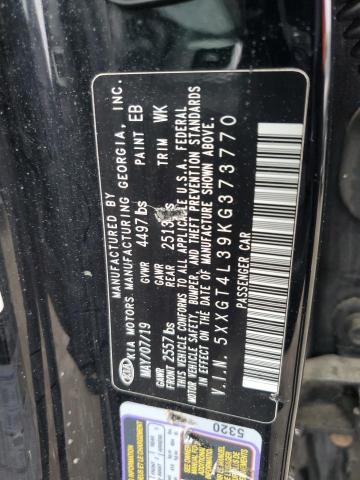 MANUFACTURED BY
KIA MOTORS MANUFACTURING GEORGIA, INC.
KIA
MAY/07/19 GVWR 4497lbs PAINT EB
GAWR GAWR TRIM WK
FRONT 2557lbs REAR 2513
THIS VEHICLE CONFORMS TO ALL APPLICABLE U.S.A. FEDERAL
MOTOR VEHICLE SAFETY, BUMPER, AND THEFT PREVENTION STANDARDS
IN EFFECT ON THE DATE OF MANUFACTURE SHOWN ABOVE.
V.I.N. 5XXGT4L39KG373770
PASSENGER CAR
5320